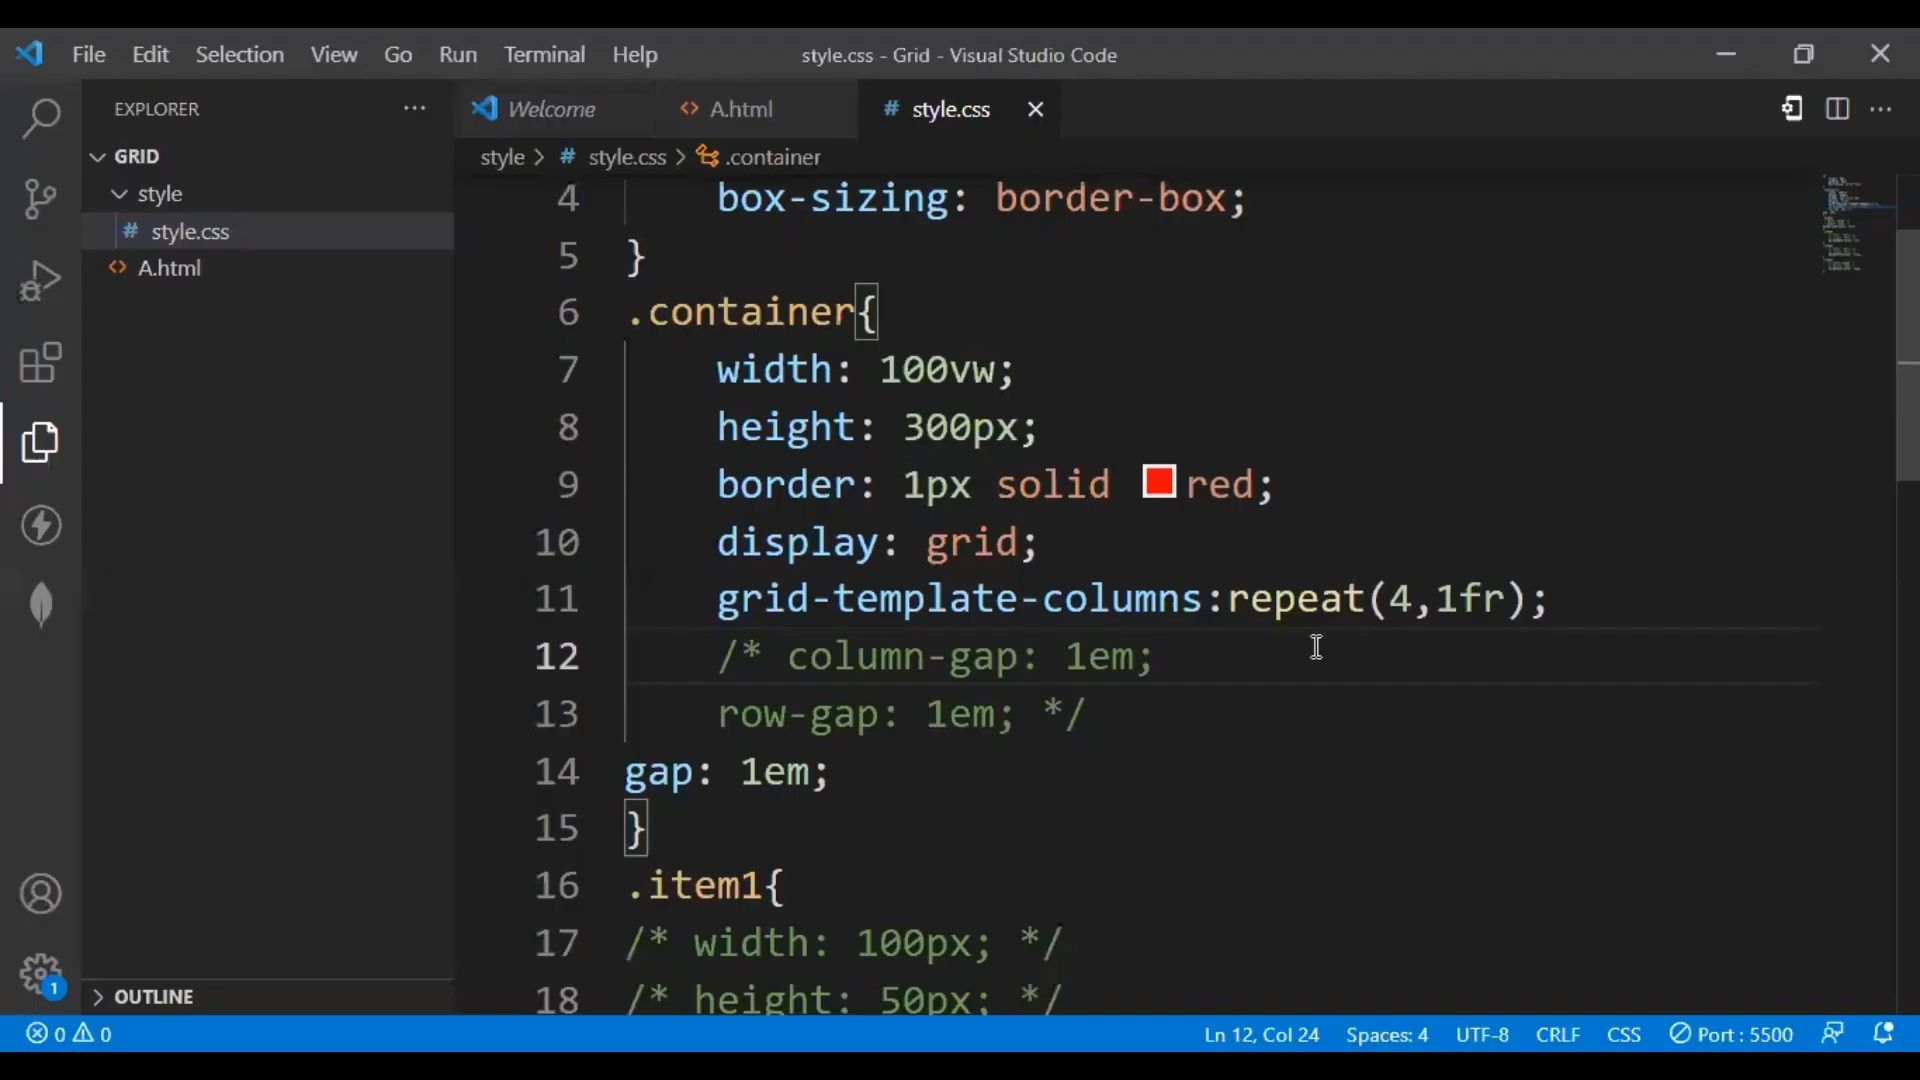 File Edit Selection View Go Run Terminal Help
style.css - Grid - Visual Studio Code
EXPLORER
Welcome
A.html
# style.css
GRID
style
# style.css
A.html
style > # style.css > .container
4 box-sizing: border-box;
5 }
6 .container{
7 width: 100vw;
8 height: 300px;
9 border: 1px solid red;
10 display: grid;
11 grid-template-columns:repeat(4,1fr);
12 /* column-gap: 1em;
13 row-gap: 1em; */
14 gap: 1em;
15 }
16 .item1{
17 /* width: 100px; */
18 /* height: 50px; */
1
OUTLINE
0 0
Ln 12, Col 24 Spaces: 4 UTF-8 CRLF CSS Port : 5500